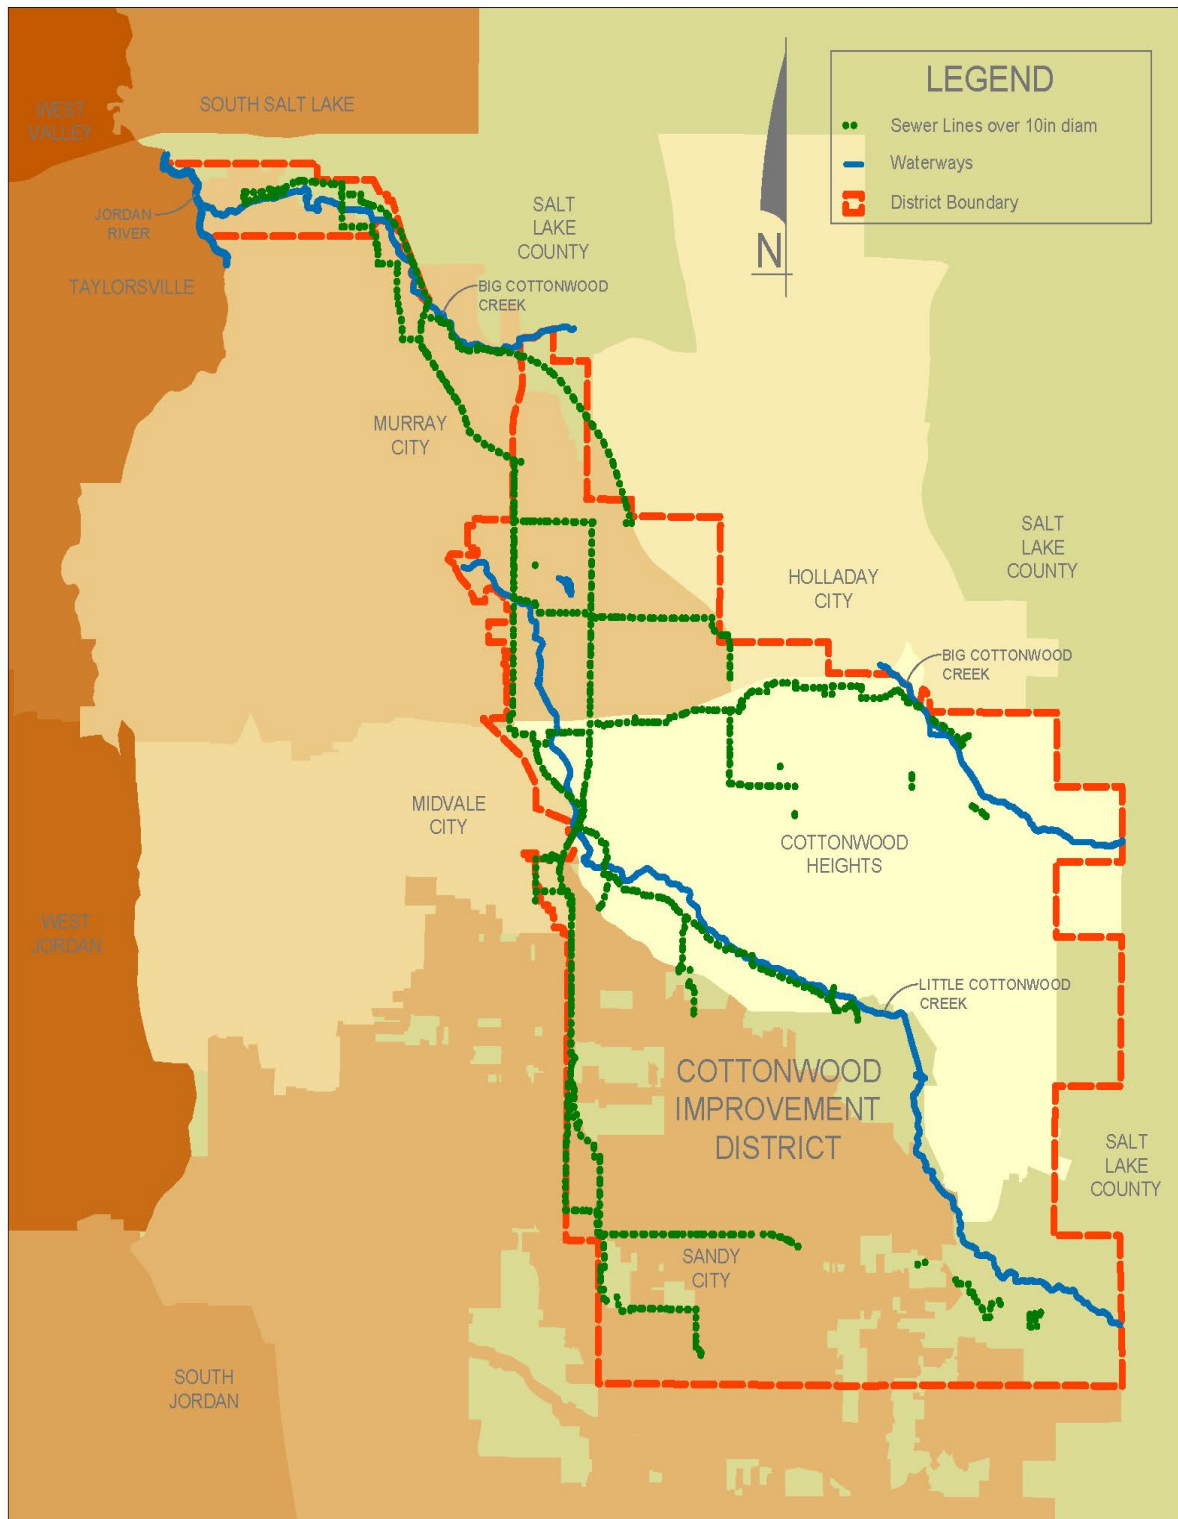 LEGEND
Sewer Lines over 10in diam
Waterways
District Boundary
N
WEST
VALLEY
SOUTH SALT LAKE
JORDAN
RIVER
TAYLORSVILLE
SALT
LAKE
COUNTY
BIG COTTONWOOD
CREEK
MURRAY
CITY
SALT
LAKE
COUNTY
HOLLADAY
CITY
BIG COTTONWOOD
CREEK
MIDVALE
CITY
COTTONWOOD
HEIGHTS
WEST
JORDAN
LITTLE COTTONWOOD
CREEK
COTTONWOOD
IMPROVEMENT
DISTRICT
SALT
LAKE
COUNTY
SANDY
CITY
SOUTH
JORDAN